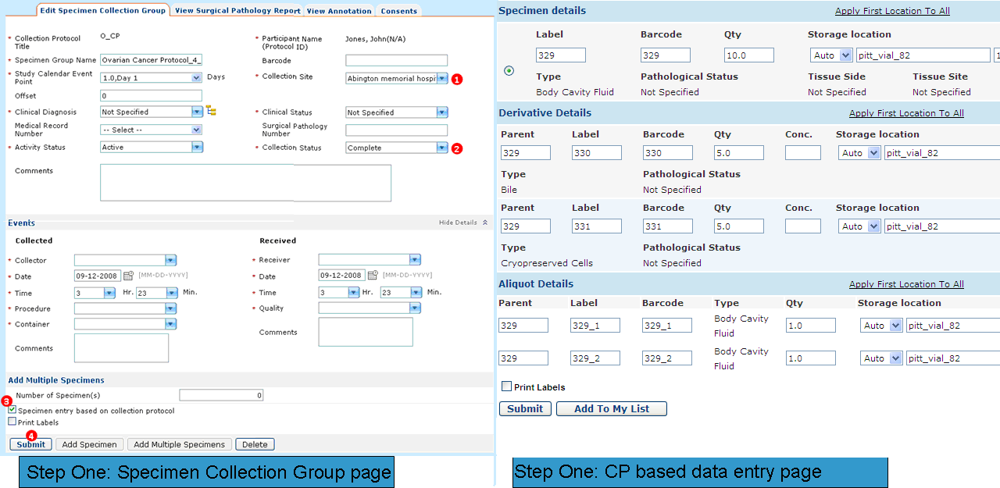 Edit Specimen Collection Group View Surgical Pathology Report View Annotation Consents
* Collection Protocol Title O_CP * Participant Name (Protocol ID) Jones, John(N/A)
* Specimen Group Name Ovarian Cancer Protocol_4_ Barcode
* Study Calendar Event Point 1.0,Day 1 Days * Collection Site Abington memorial hospi 1
Offset 0
* Clinical Diagnosis Not Specified * Clinical Status Not Specified
Medical Record Number -- Select -- Surgical Pathology Number
* Activity Status Active * Collection Status Complete 2
Comments
Events Hide Details
Collected Received
* Collector * Receiver
* Date 09-12-2008 [MM-DD-YYYY] * Date 09-12-2008 [MM-DD-YYYY]
* Time 3 Hr. 23 Min. * Time 3 Hr. 23 Min.
* Procedure * Quality
* Container
Comments Comments
Add Multiple Specimens
Number of Specimen(s) 0
3
Specimen entry based on collection protocol
Print Labels
4
Submit Add Specimen Add Multiple Specimens Delete
Step One: Specimen Collection Group page
Specimen details Apply First Location To All
Label Barcode Qty Storage location
329 329 10.0 Auto pitt_vial_82 1
Type Pathological Status Tissue Side Tissue Site
Body Cavity Fluid Not Specified Not Specified Not Specified
Derivative Details Apply First Location To All
Parent Label Barcode Qty Conc. Storage location
329 330 330 5.0 Auto pitt_vial_82
Type Pathological Status
Bile Not Specified
Parent Label Barcode Qty Conc. Storage location
329 331 331 5.0 Auto pitt_vial_82
Type Pathological Status
Cryopreserved Cells Not Specified
Aliquot Details Apply First Location To All
Parent Label Barcode Type Qty Storage location
329 329_1 329_1 Body Cavity Fluid 1.0 Auto pitt_vial_82
329 329_2 329_2 Body Cavity Fluid 1.0 Auto pitt_vial_82
Print Labels
Submit Add To My List
Step One: CP based data entry page